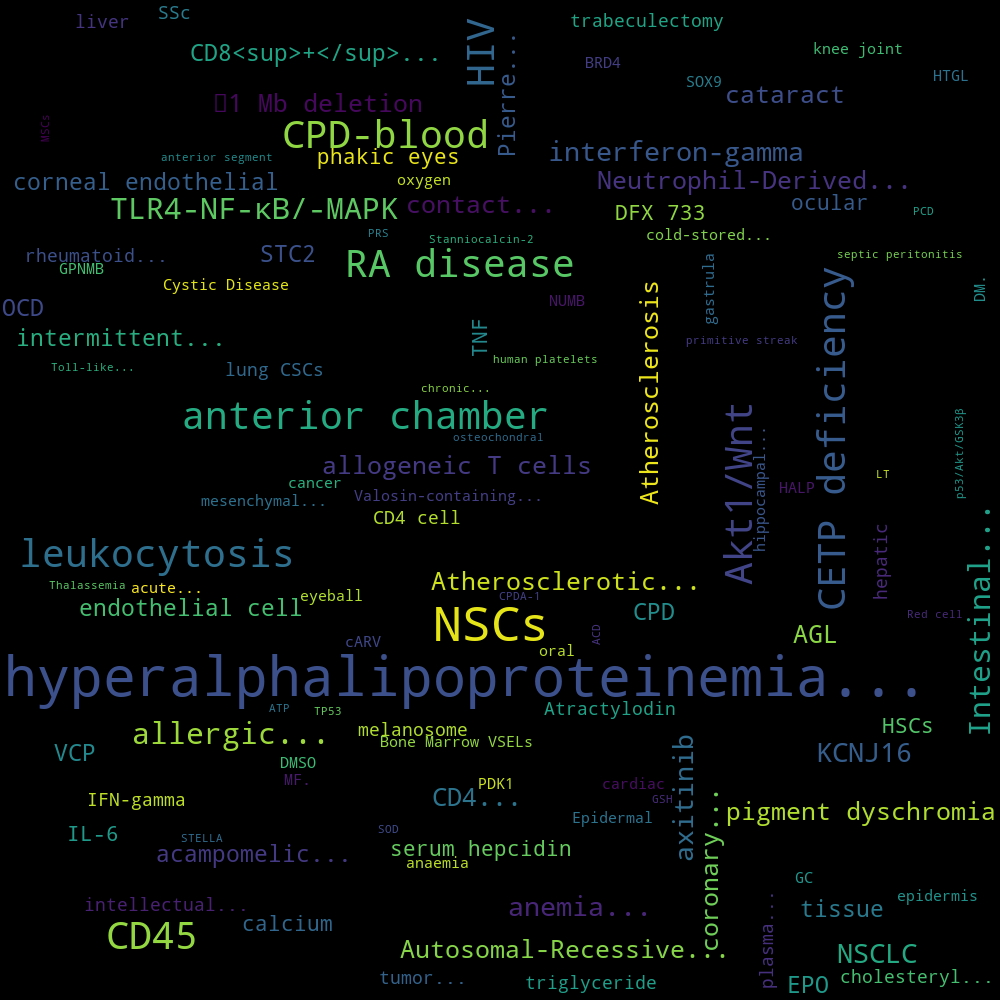 liver
SSc
trabeculectomy
CD8<sup>+</sup>...
HIV
Pierre...
knee joint
BRD4
SOX9
HTGL
cataract
1 Mb deletion
MSCs
CPD-blood
anterior segment
phakic eyes
interferon-gamma
corneal endothelial
oxygen
Neutrophil-Derived...
TLR4-NF-κB/-MAPK
contact...
DFX 733
ocular
PCD
PRS
Stanniocalcin-2
cold-stored...
rheumatoid...
GPNMB
STC2
RA disease
septic peritonitis
Cystic Disease
Atherosclerosis
gastrula
CETP deficiency
DM.
OCD
NUMB
intermittent...
TNF
primitive streak
Toll-like...
lung CSCs
human platelets
chronic...
anterior chamber
osteochondral
Akt1/Wnt
hippocampal...
p53/Akt/GSK3β
allogeneic T cells
LT
cancer
HALP
mesenchymal...
Valosin-containing...
CD4 cell
hepatic
Intestinal...
leukocytosis
Thalassemia
acute...
Atherosclerotic...
endothelial cell
eyeball
CPDA-1
NSCs
CPD
Red cell
cARV
ACD
AGL
oral
hyperalphalipoproteinemia...
ATP
TP53
Atractylodin
allergic...
melanosome
HSCs
Bone Marrow VSELs
VCP
KCNJ16
axitinib
DMSO
MF.
PDK1
cardiac
IFN-gamma
CD4...
GSH
coronary...
pigment dyschromia
Epidermal
IL-6
STELLA
SOD
acampomelic...
serum hepcidin
anaemia
GC
epidermis
intellectual...
anemia...
tissue
plasma...
calcium
CD45
Autosomal-Recessive...
NSCLC
tumor...
triglyceride
EPO
cholesteryl...